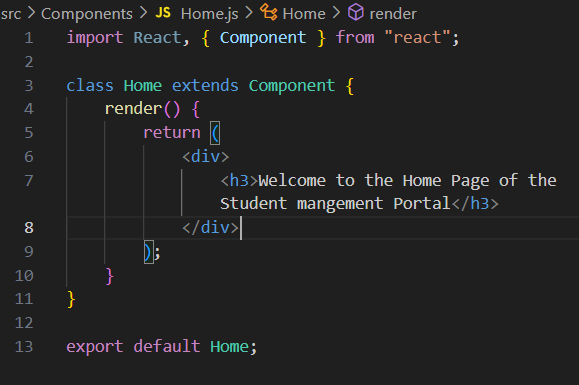 src > Components > JS Home.js > Home > render
1 import React, { Component } from "react";
2
3 class Home extends Component {
4 render() {
5 return (
6 <div>
7 <h3>Welcome to the Home Page of the
Student mangement Portal</h3>
8 </div>
9 );
10 }
11 }
12
13 export default Home;